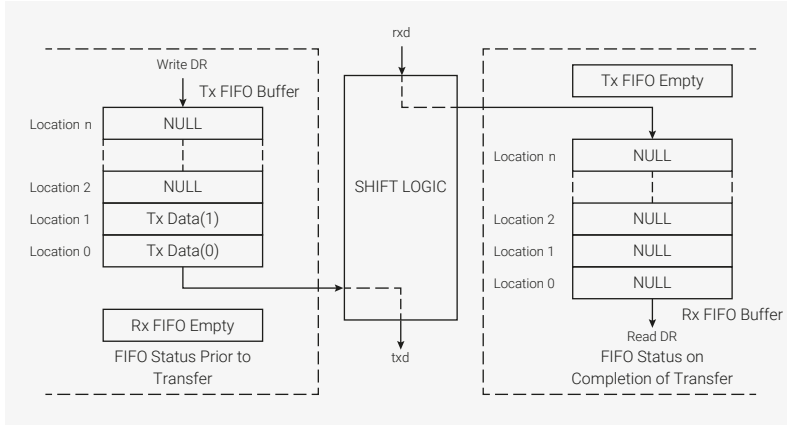 Write DR
Tx FIFO Buffer
Location n
NULL
Location 2
NULL
Location 1
Tx Data(1)
Location 0
Tx Data(0)
Rx FIFO Empty
FIFO Status Prior to
Transfer
rxd
SHIFT LOGIC
txd
Tx FIFO Empty
Location n
NULL
Location 2
NULL
Location 1
NULL
Location 0
NULL
Rx FIFO Buffer
Read DR
FIFO Status on
Completion of Transfer